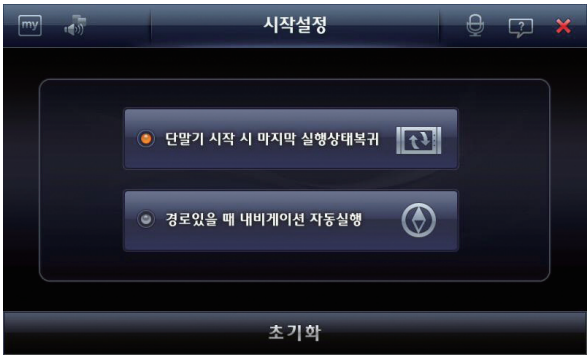 my
시작설정
?
단말기 시작 시 마지막 실행상태복귀
경로있을 때 내비게이션 자동실행
초기화